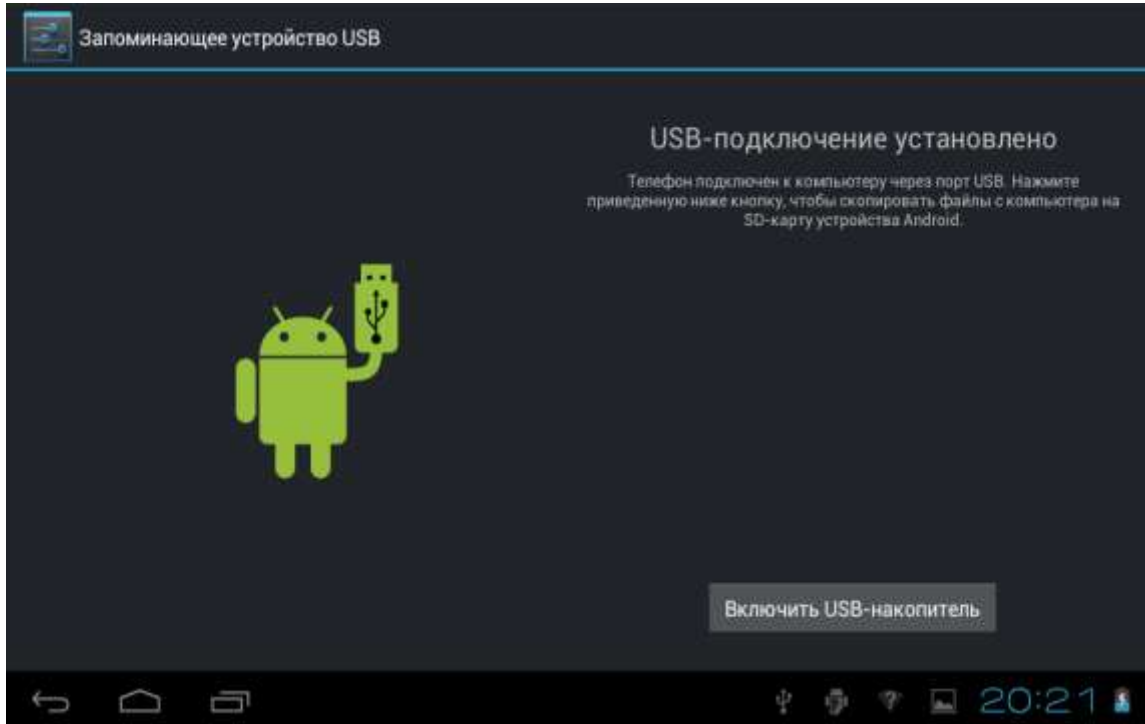 Запоминающее устройство USB
USB-подключение установлено
Телефон подключен к компьютеру через порт USB. Нажмите
приведенную ниже кнопку, чтобы скопировать файлы с компьютера на
SD-карту устройства Android.
Включить USB-накопитель
20:21